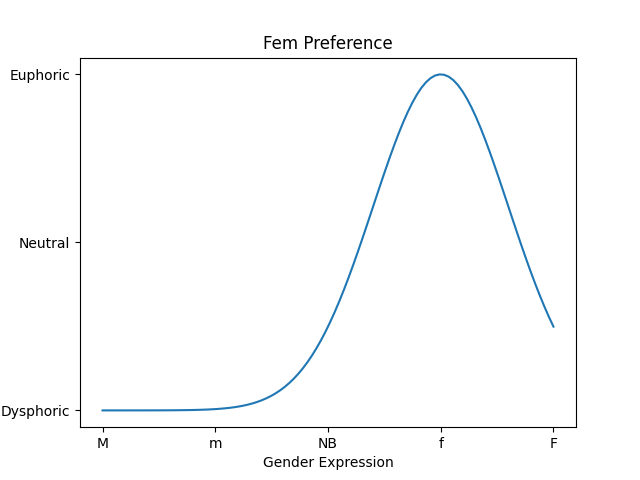 Fem Preference
Euphoric
Neutral
Dysphoric
M m NB f F
Gender Expression